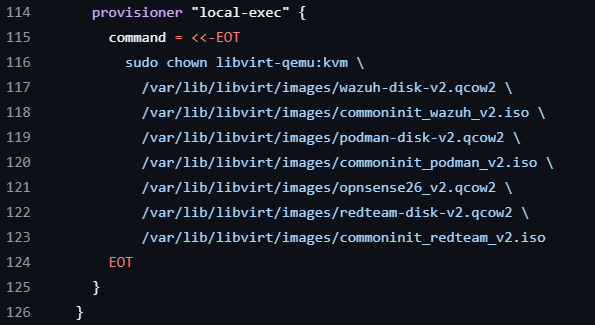 114 provisioner "local-exec" {
115 command = <<-EOT
116 sudo chown libvirt-qemu:kvm \
117 /var/lib/libvirt/images/wazuh-disk-v2.qcow2 \
118 /var/lib/libvirt/images/commoninit_wazuh_v2.iso \
119 /var/lib/libvirt/images/podman-disk-v2.qcow2 \
120 /var/lib/libvirt/images/commoninit_podman_v2.iso \
121 /var/lib/libvirt/images/opnsense26_v2.qcow2 \
122 /var/lib/libvirt/images/redteam-disk-v2.qcow2 \
123 /var/lib/libvirt/images/commoninit_redteam_v2.iso
124 EOT
125 }
126 }